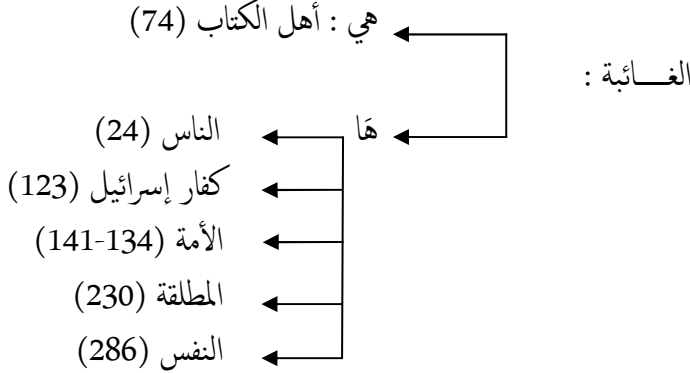 هي : أهل الكتاب (74)
الغـــائبة :
هَا الناس (24)
كفار إسرائيل (123)
الأمة (134-141)
المطلقة (230)
النفس (286)